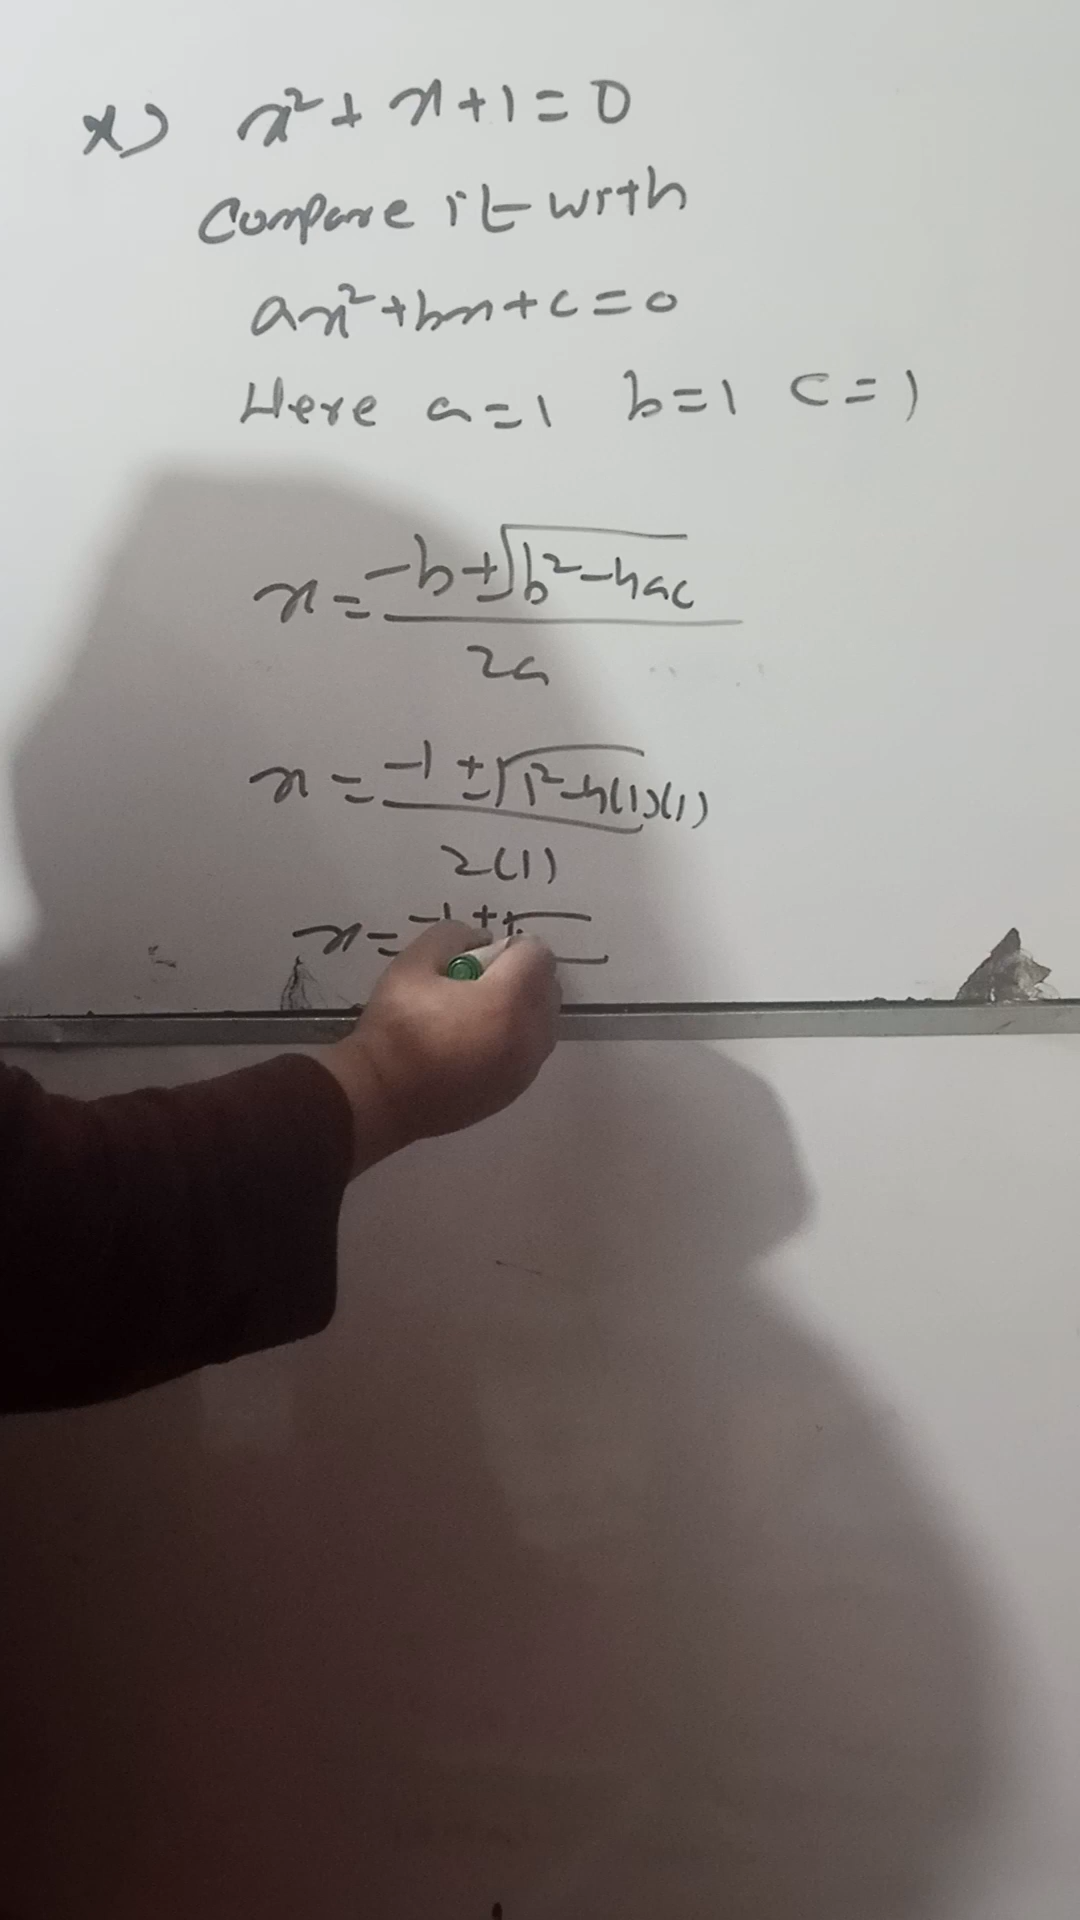 x) x²+x+1=0
Compare it with
ax²+bx+c=0
Here a=1 b=1 c=1
x=-b±√b²-4ac
2a
x=-1±√1²-4(1)(1)
2(1)
x=-1±√